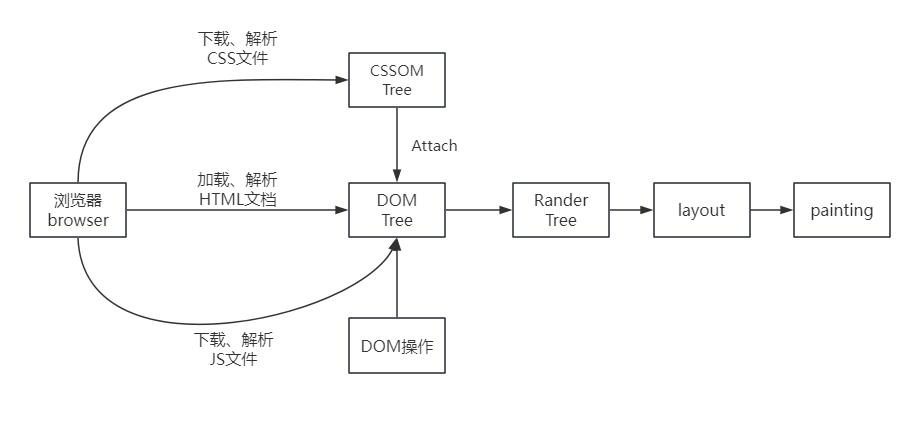 下载、解析
CSS文件
CSSOM
Tree
Attach
加载、解析
HTML文档
浏览器
browser
DOM
Tree
Rander
Tree
layout
painting
下载、解析
JS文件
DOM操作